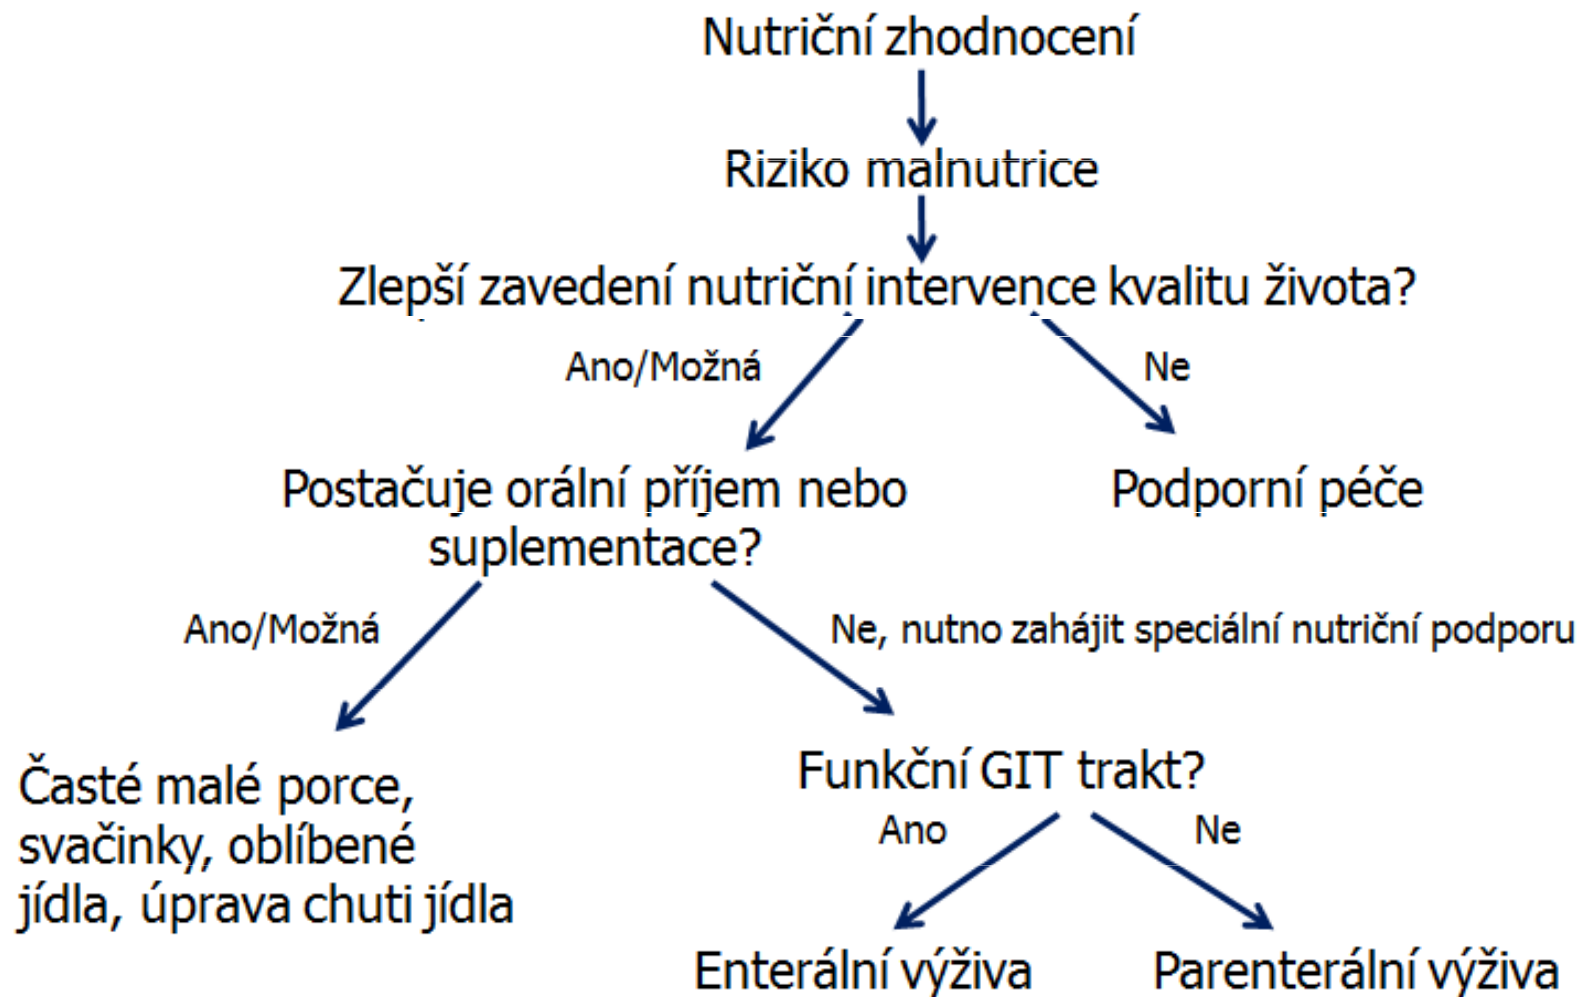 Nutriční zhodnocení
Riziko malnutrice
Zlepší zavedení nutriční intervence kvalitu života?
Ano/Možná
Ne
Postačuje orální příjem nebo
suplementace?
Podporní péče
Ano/Možná
Ne, nutno zahájit speciální nutriční podporu
Časté malé porce,
svačinky, oblíbené
jídla, úprava chuti jídla
Funkční GIT trakt?
Ano
Ne
Enterální výživa
Parenterální výživa